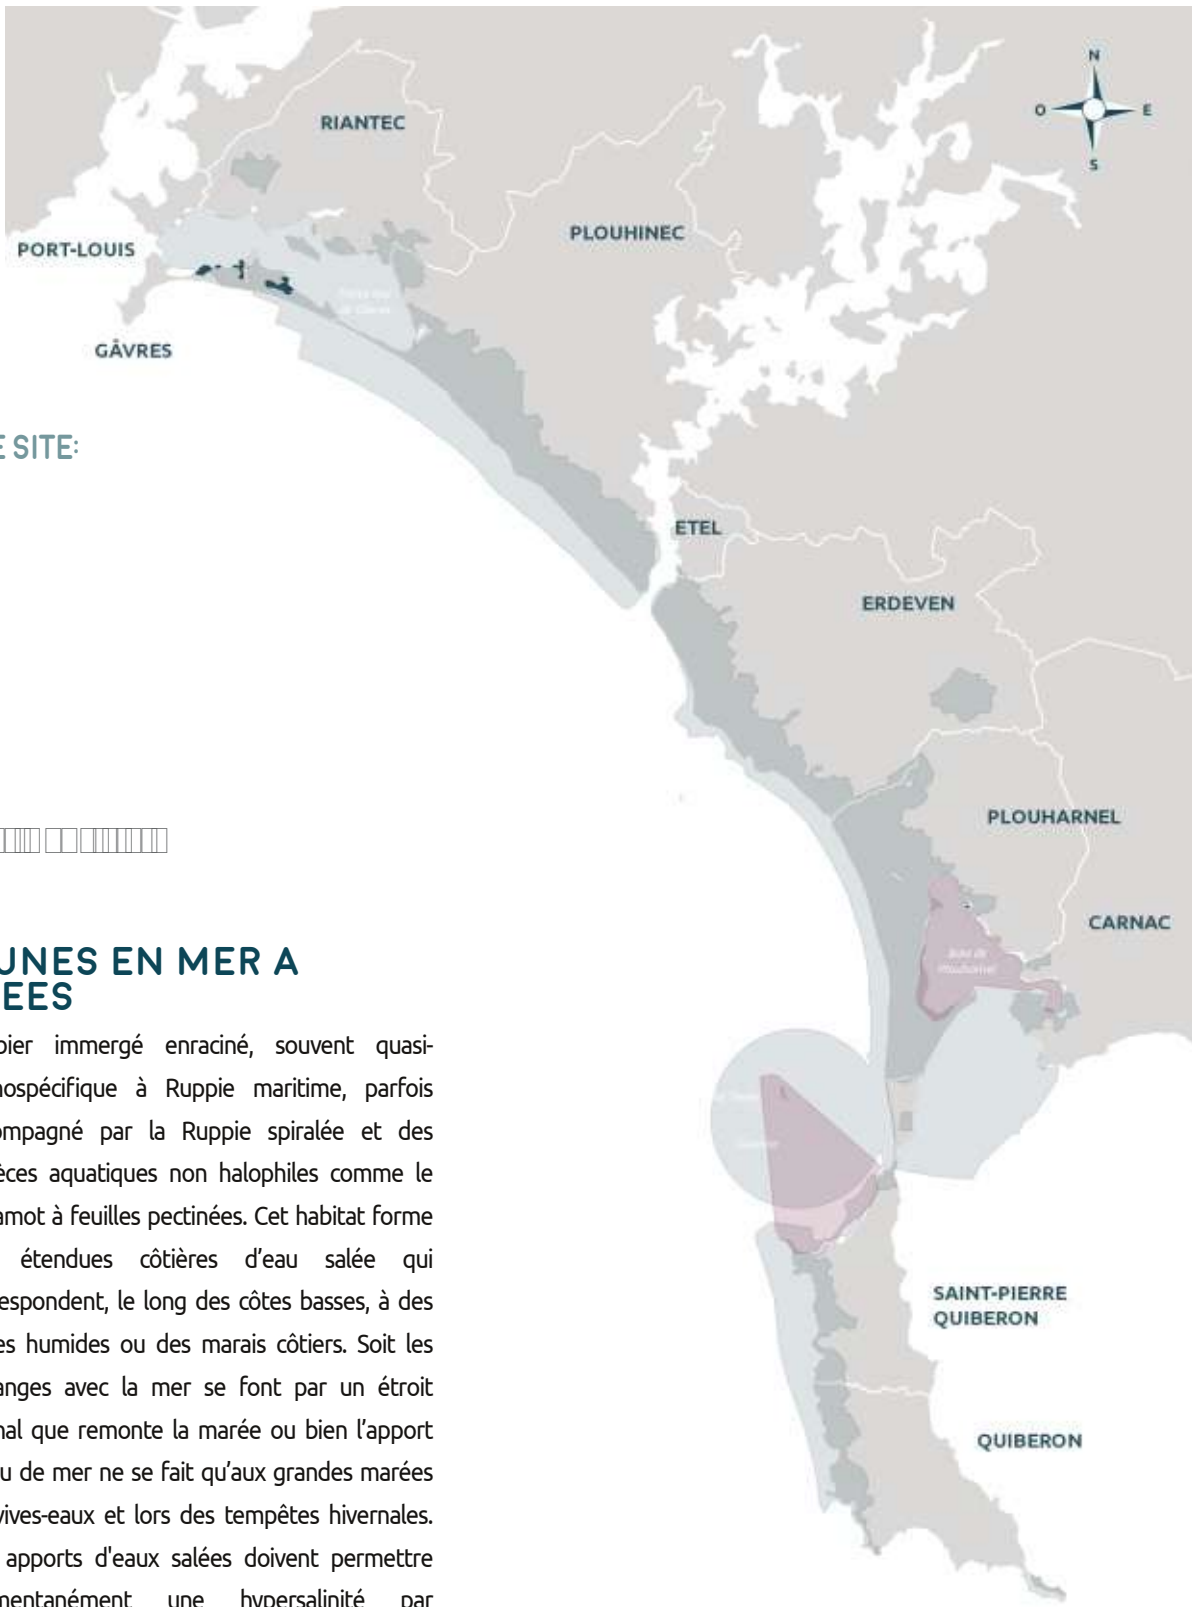 N
O E
S
RIANTEC
PLOUHINEC
PORT-LOUIS
GÂVRES
E SITE:
ETEL
ERDEVEN
PLOUHARNEL
CARNAC
Baie de
Plouharnel
SAINT-PIERRE
QUIBERON
QUIBERON
UNES EN MER A
EES
pier immergé enraciné, souvent quasi-
nospécifique à Ruppie maritime, parfois
ompagné par la Ruppie spiralée et des
èces aquatiques non halophiles comme le
amot à feuilles pectinées. Cet habitat forme
étendues côtières d’eau salée qui
respondent, le long des côtes basses, à des
es humides ou des marais côtiers. Soit les
anges avec la mer se font par un étroit
nal que remonte la marée ou bien l’apport
u de mer ne se fait qu’aux grandes marées
vives-eaux et lors des tempêtes hivernales.
apports d'eaux salées doivent permettre
mentanément une hypersalinité par